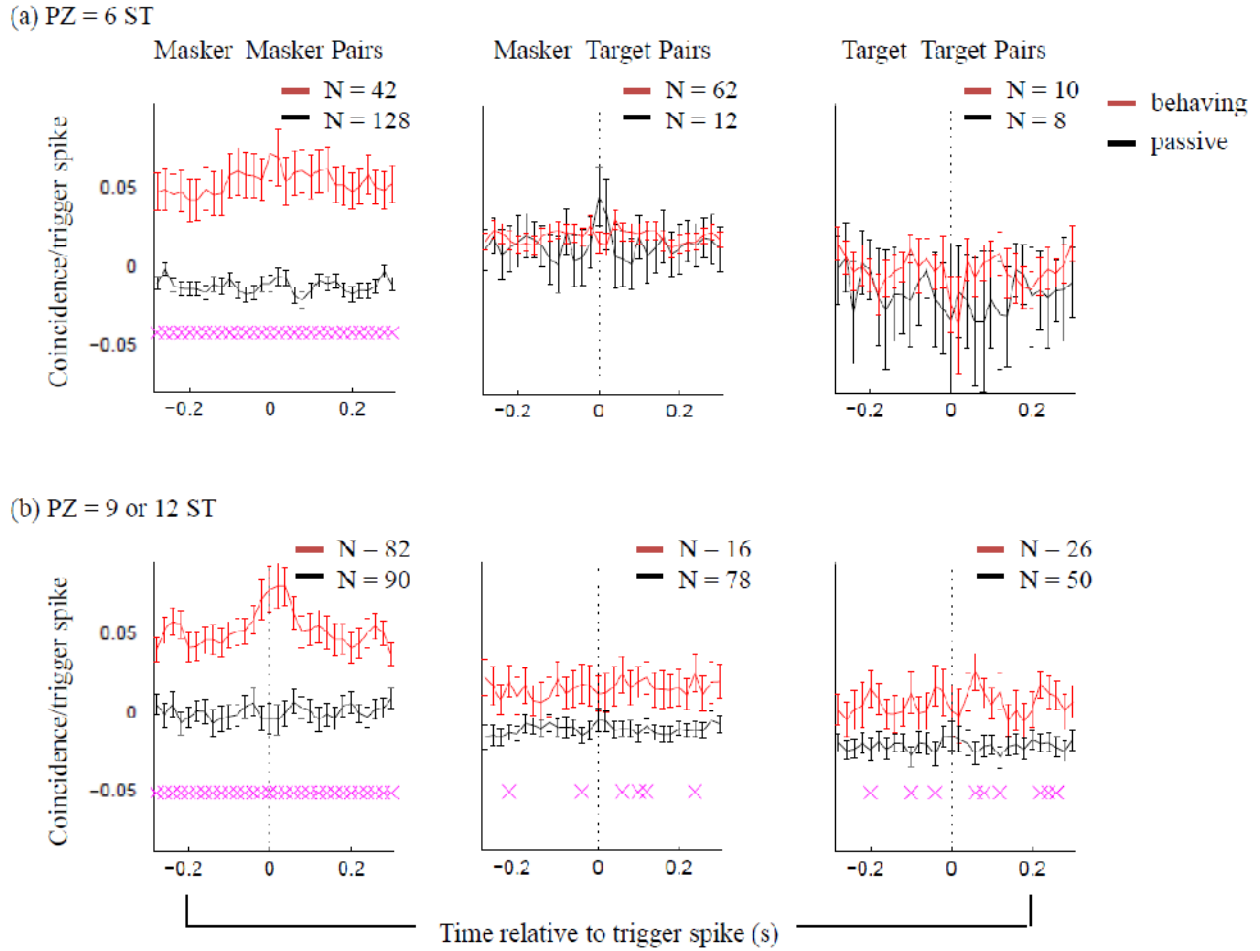 (a) PZ = 6 ST
Masker Masker Pairs
Masker Target Pairs
Target Target Pairs
N = 42
N = 128
N = 62
N = 12
N = 10
N = 8
behaving
passive
Coincidence/trigger spike
0.05
0
−0.05
−0.2 0 0.2
−0.2 0 0.2
−0.2 0 0.2
(b) PZ = 9 or 12 ST
N − 82
N = 90
N − 16
N = 78
N − 26
N = 50
Coincidence/trigger spike
0.05
0
−0.05
−0.2 0 0.2
−0.2 0 0.2
−0.2 0 0.2
Time relative to trigger spike (s)